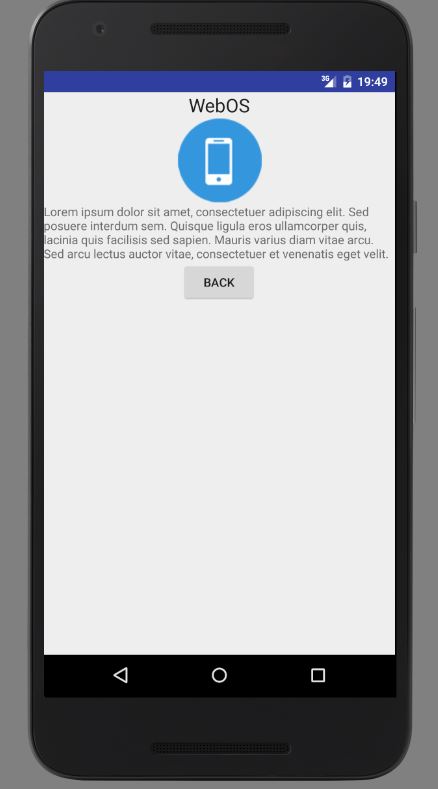 3G 19:49
WebOS
Lorem ipsum dolor sit amet, consectetuer adipiscing elit. Sed
posuere interdum sem. Quisque ligula eros ullamcorper quis,
lacinia quis facilisis sed sapien. Mauris varius diam vitae arcu.
Sed arcu lectus auctor vitae, consectetuer et venenatis eget velit.
BACK